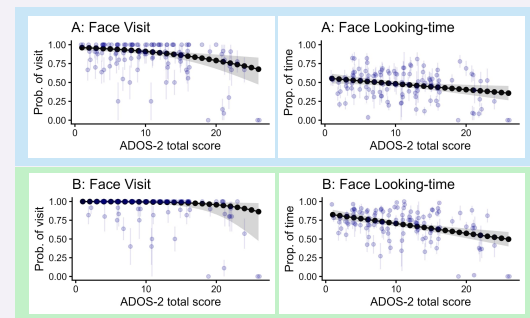 A: Face Visit
Prob. of visit
1.00
0.75
0.50
0.25
0.00
0
10
20
ADOS-2 total score
A: Face Looking-time
Prop. of time
1.00
0.75
0.50
0.25
0.00
0
10
20
ADOS-2 total score
B: Face Visit
Prob. of visit
1.00
0.75
0.50
0.25
0.00
0
10
20
ADOS-2 total score
B: Face Looking-time
Prop. of time
1.00
0.75
0.50
0.25
0.00
0
10
20
ADOS-2 total score